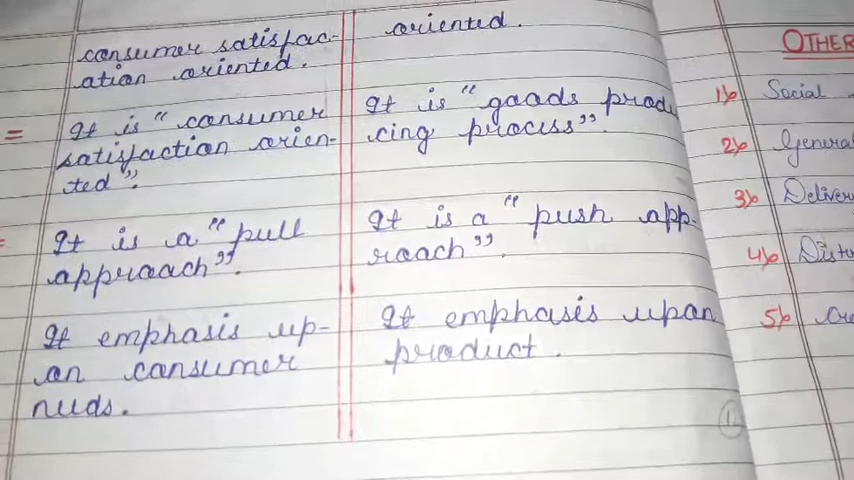 consumer satisfac-
ation oriented.
= It is "consumer
satisfaction orien-
ted".
= It is a "pull
approach".
It emphasis up-
on consumer
needs.
oriented.
It is "goods produ
cing process".
It is a "push app-
roach".
It emphasis upon
product.
12
OTHER
1) Social
2) General
3) Deliver
4)
5)